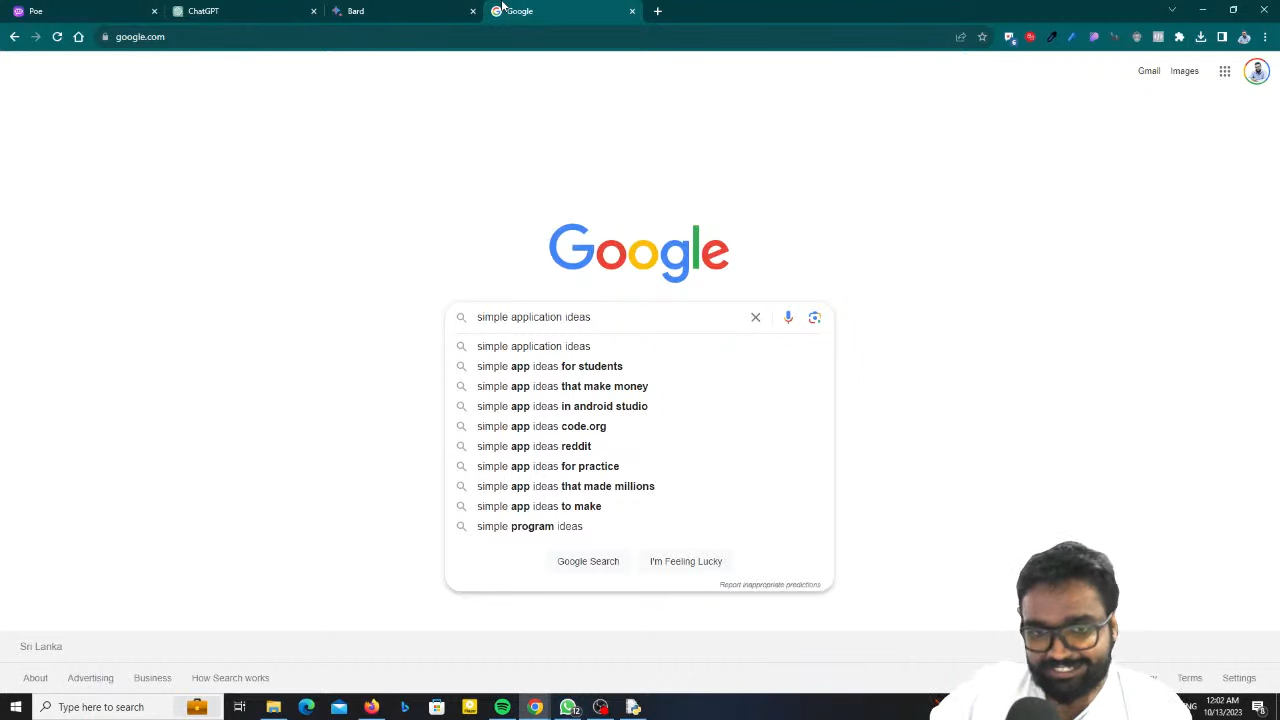 Poe
ChatGPT
Bard
Google
google.com
Gmail Images
Google
simple application ideas
simple application ideas
simple app ideas for students
simple app ideas that make money
simple app ideas in android studio
simple app ideas code.org
simple app ideas reddit
simple app ideas for practice
simple app ideas that made millions
simple app ideas to make
simple program ideas
Google Search I'm Feeling Lucky
Report inappropriate predictions
Sri Lanka
About Advertising Business How Search works
Terms Settings
Type here to search
12:02 AM
10/13/2023